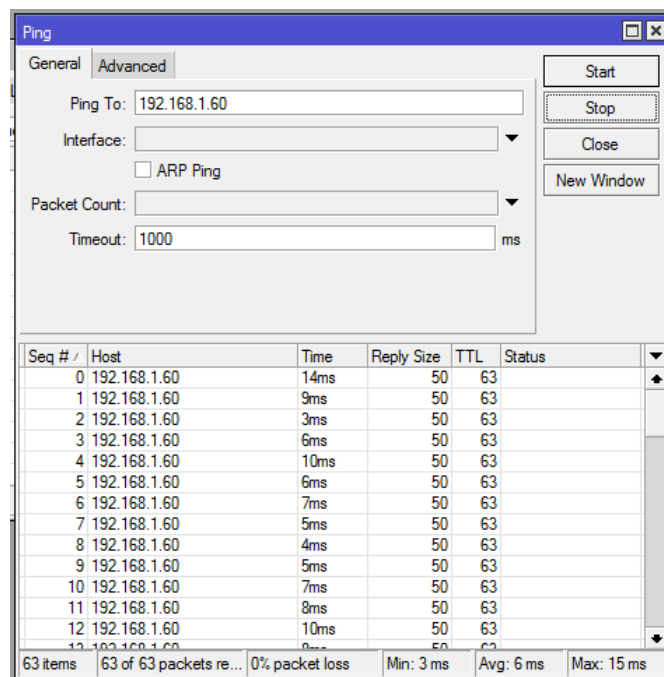 Ping
General Advanced
Start
Ping To: 192.168.1.60
Stop
Interface:
Close
ARP Ping
New Window
Packet Count:
Timeout: 1000 ms
Seq # Host Time Reply Size TTL Status
0 192.168.1.60 14ms 50 63
1 192.168.1.60 9ms 50 63
2 192.168.1.60 3ms 50 63
3 192.168.1.60 6ms 50 63
4 192.168.1.60 10ms 50 63
5 192.168.1.60 6ms 50 63
6 192.168.1.60 7ms 50 63
7 192.168.1.60 5ms 50 63
8 192.168.1.60 4ms 50 63
9 192.168.1.60 5ms 50 63
10 192.168.1.60 7ms 50 63
11 192.168.1.60 8ms 50 63
12 192.168.1.60 10ms 50 63
63 items 63 of 63 packets re... 0% packet loss Min: 3 ms Avg: 6 ms Max: 15 ms